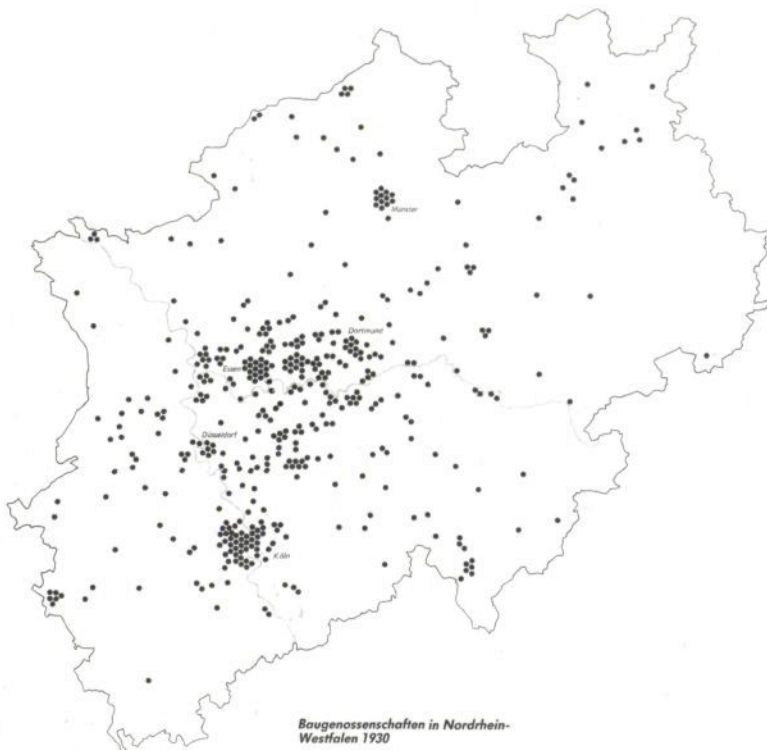 Münster
Dortmund
Essen
Düsseldorf
Köln
Baugenossenschaften in Nordrhein-
Westfalen 1930